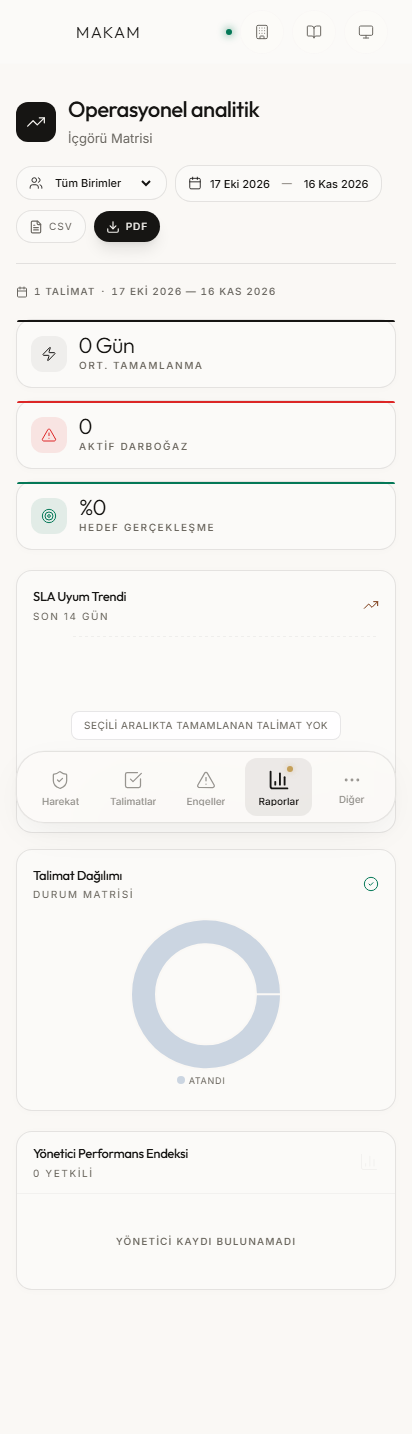 MAKAM
Operasyonel analitik
İçgörü Matrisi
Tüm Birimler
17 Eki 2026 — 16 Kas 2026
CSV
PDF
1 TALİMAT · 17 EKİ 2026 — 16 KAS 2026
0 Gün
ORT. TAMAMLANMA
0
AKTİF DARBOĞAZ
%0
HEDEF GERÇEKLEŞME
SLA Uyum Trendi
SON 14 GÜN
SEÇİLİ ARALIKTA TAMAMLANAN TALİMAT YOK
Harekat
Talimatlar
Engeller
Raporlar
Diğer
Talimat Dağılımı
DURUM MATRİSİ
ATANDI
Yönetici Performans Endeksi
0 YETKİLİ
YÖNETİCİ KAYDI BULUNAMADI